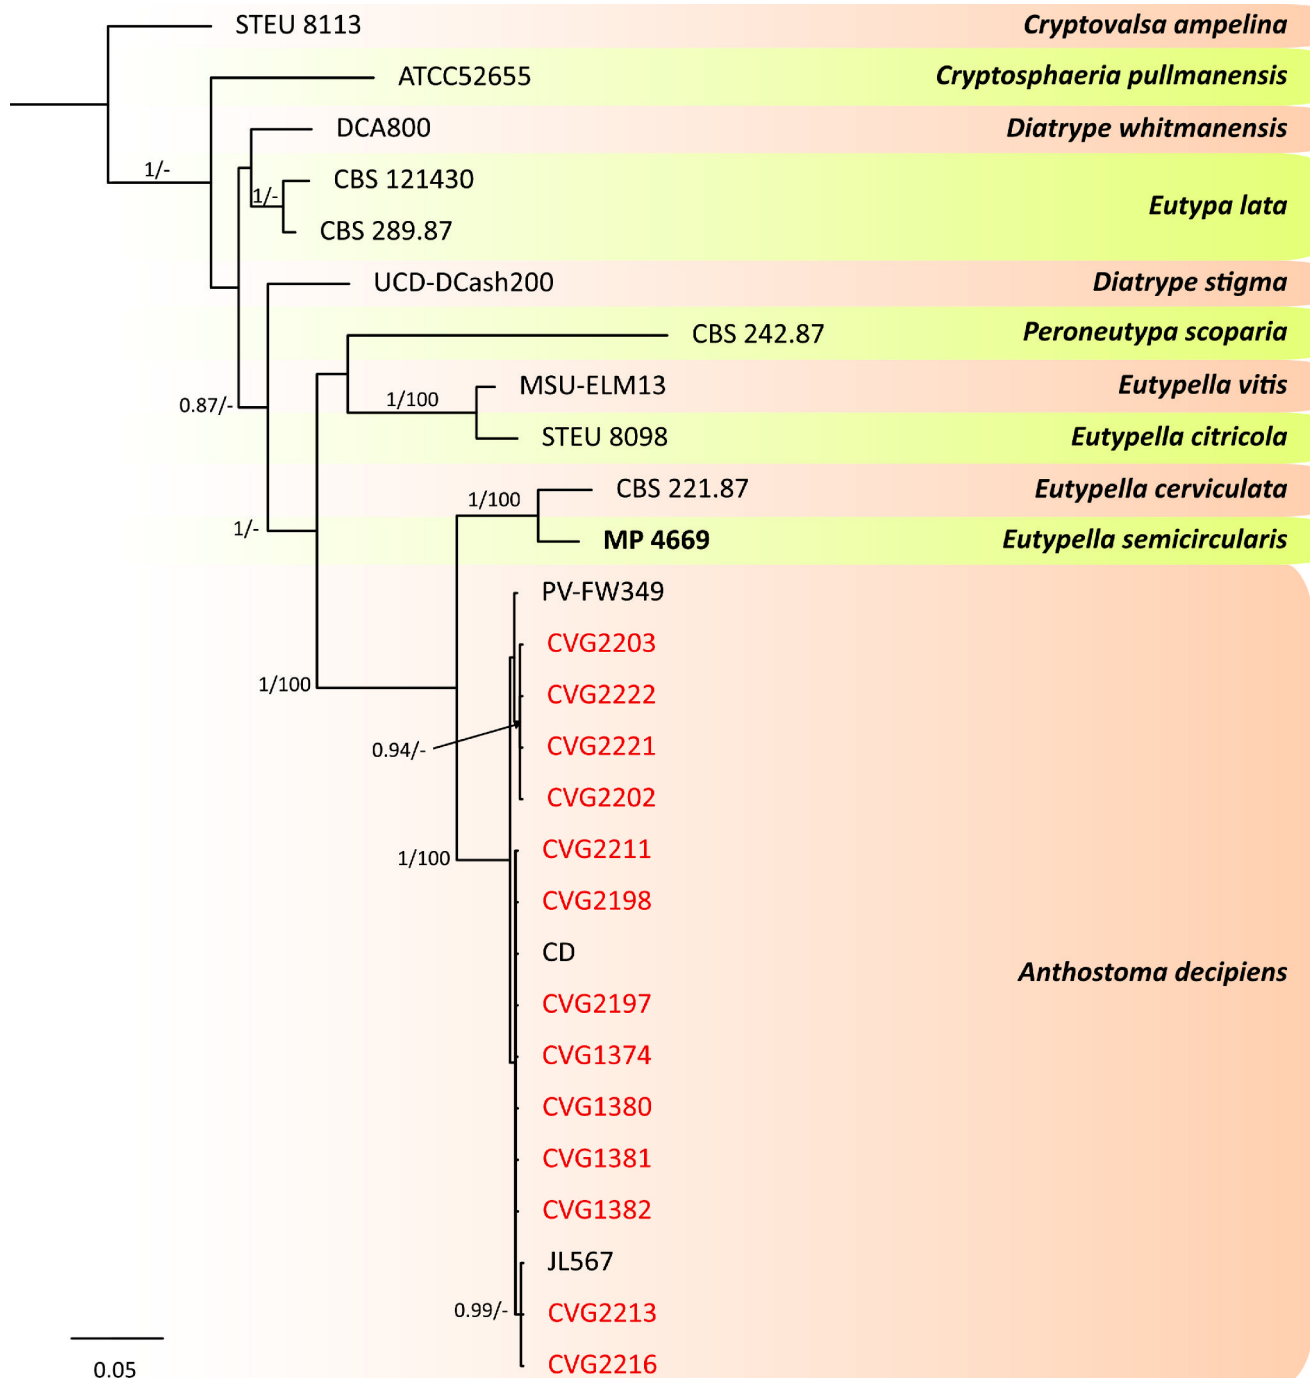 STEU 8113 Cryptovalsa ampelina
ATCC52655 Cryptosphaeria pullmanensis
DCA800 Diatrype whitmanensis
1/-
CBS 121430
1/-
Eutypa lata
CBS 289.87
UCD-DCash200 Diatrype stigma
CBS 242.87 Peroneutypa scoparia
MSU-ELM13 Eutypella vitis
1/100
0.87/-
STEU 8098 Eutypella citricola
CBS 221.87 Eutypella cerviculata
1/100
1/-
MP 4669 Eutypella semicircularis
PV-FW349
CVG2203
1/100
CVG2222
0.94/-
CVG2221
CVG2202
CVG2211
1/100
CVG2198
CD
Anthostoma decipiens
CVG2197
CVG1374
CVG1380
CVG1381
CVG1382
JL567
0.99/-
CVG2213
CVG2216
0.05